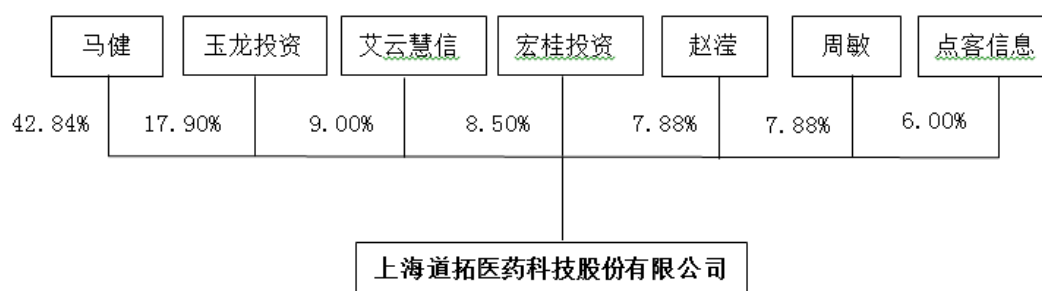 马健 玉龙投资 艾云慧信 宏桂投资 赵滢 周敏 点客信息
42.84% 17.90% 9.00% 8.50% 7.88% 7.88% 6.00%
上海道拓医药科技股份有限公司